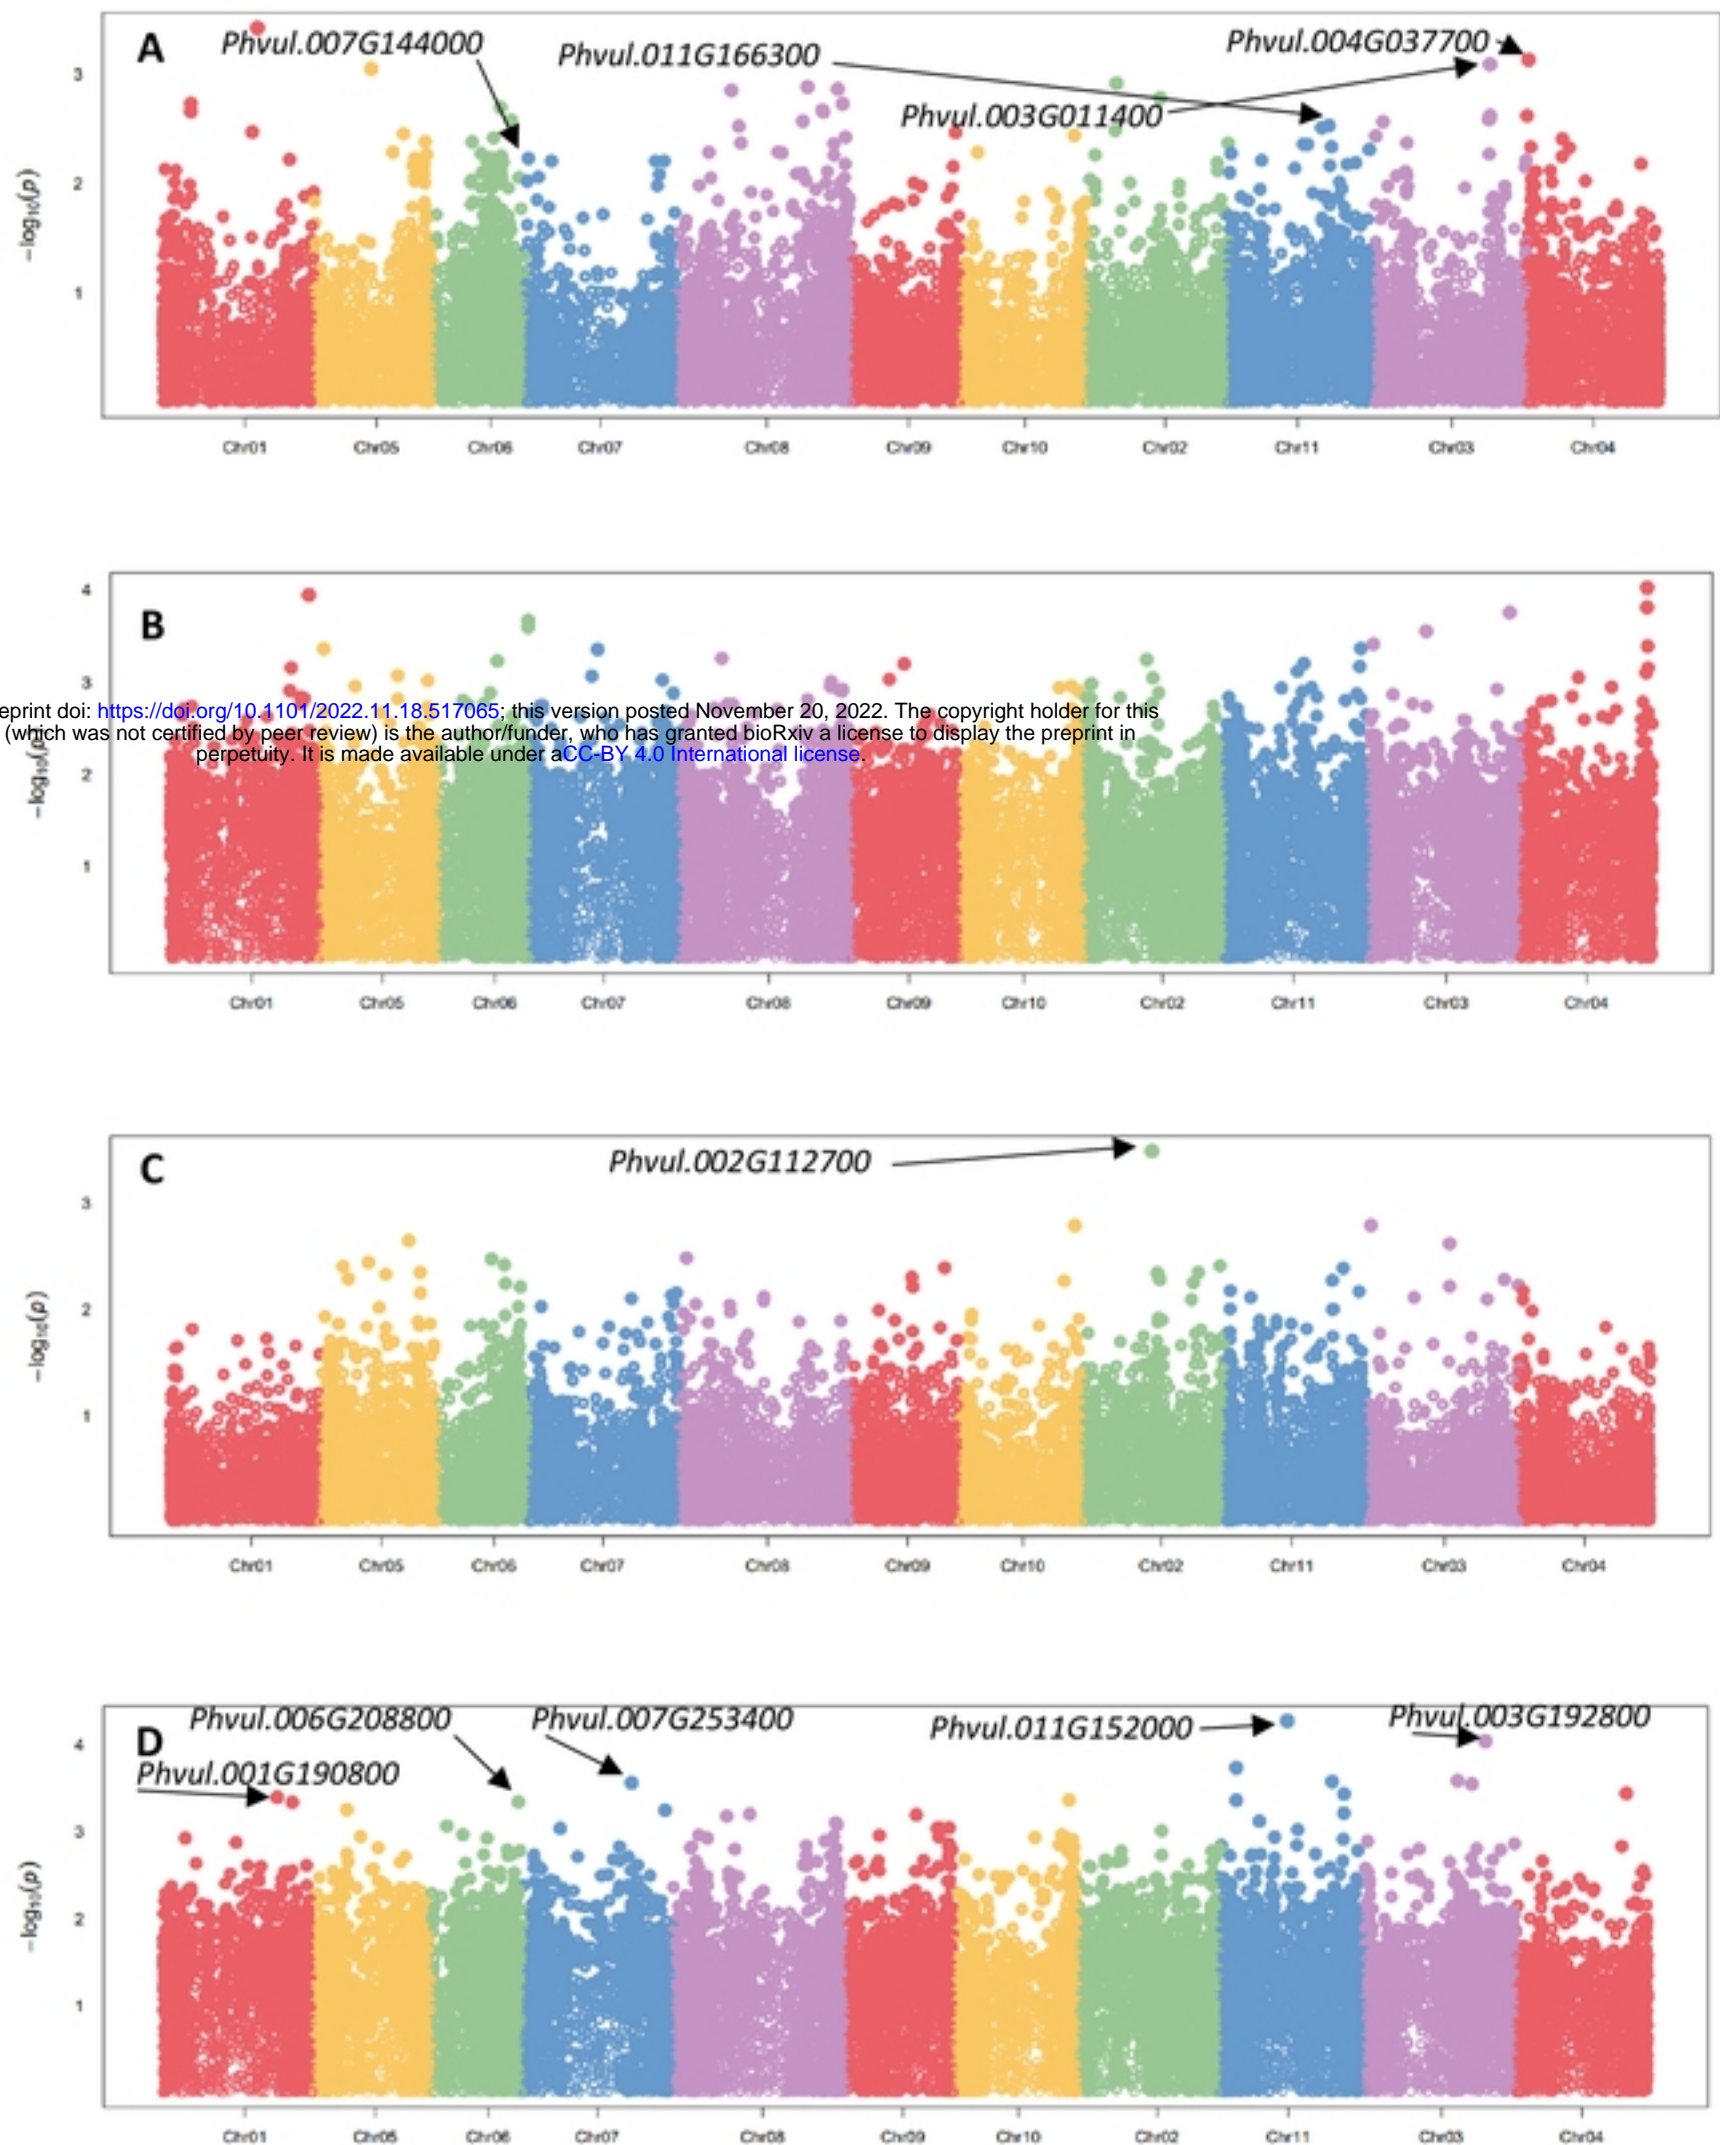 A
Phvul.007G144000
Phvul.011G166300
Phvul.004G037700
Phvul.003G011400
3
2
1
−log₁₀(p)
Chr01 Chr05 Chr06 Chr07 Chr08 Chr09 Chr10 Chr02 Chr11 Chr03 Chr04
B
4
3
eprint doi: https://doi.org/10.1101/2022.11.18.517065; this version posted November 20, 2022. The copyright holder for this
(which was not certified by peer review) is the author/funder, who has granted bioRxiv a license to display the preprint in
perpetuity. It is made available under aCC-BY 4.0 International license.
2
1
−log₁₀(p)
Chr01 Chr05 Chr06 Chr07 Chr08 Chr09 Chr10 Chr02 Chr11 Chr03 Chr04
C
Phvul.002G112700
3
2
1
−log₁₀(p)
Chr01 Chr05 Chr06 Chr07 Chr08 Chr09 Chr10 Chr02 Chr11 Chr03 Chr04
D
Phvul.006G208800
Phvul.007G253400
Phvul.011G152000
Phvul.003G192800
Phvul.001G190800
4
3
2
1
−log₁₀(p)
Chr01 Chr05 Chr06 Chr07 Chr08 Chr09 Chr10 Chr02 Chr11 Chr03 Chr04